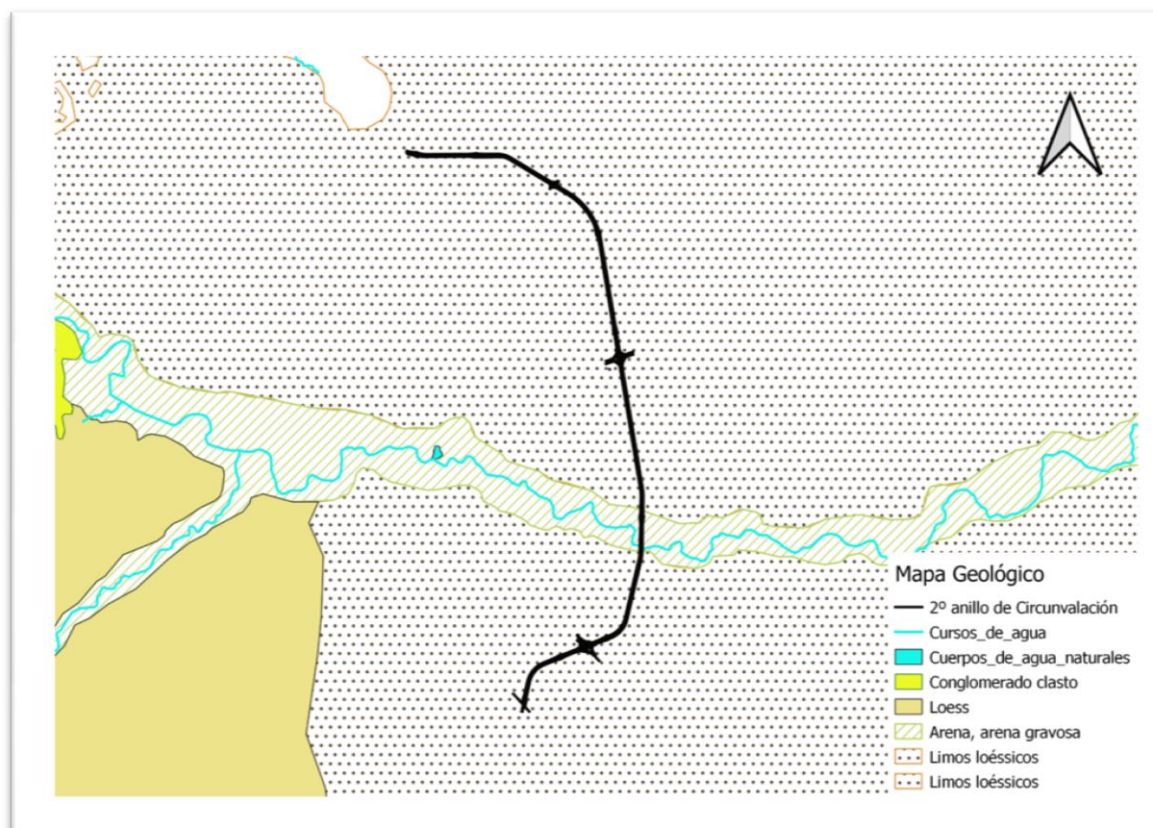 Mapa Geológico
2º anillo de Circunvalación
Cursos_de_agua
Cuerpos_de_agua_naturales
Conglomerado clasto
Loess
Arena, arena gravosa
Limos loéssicos
Limos loéssicos